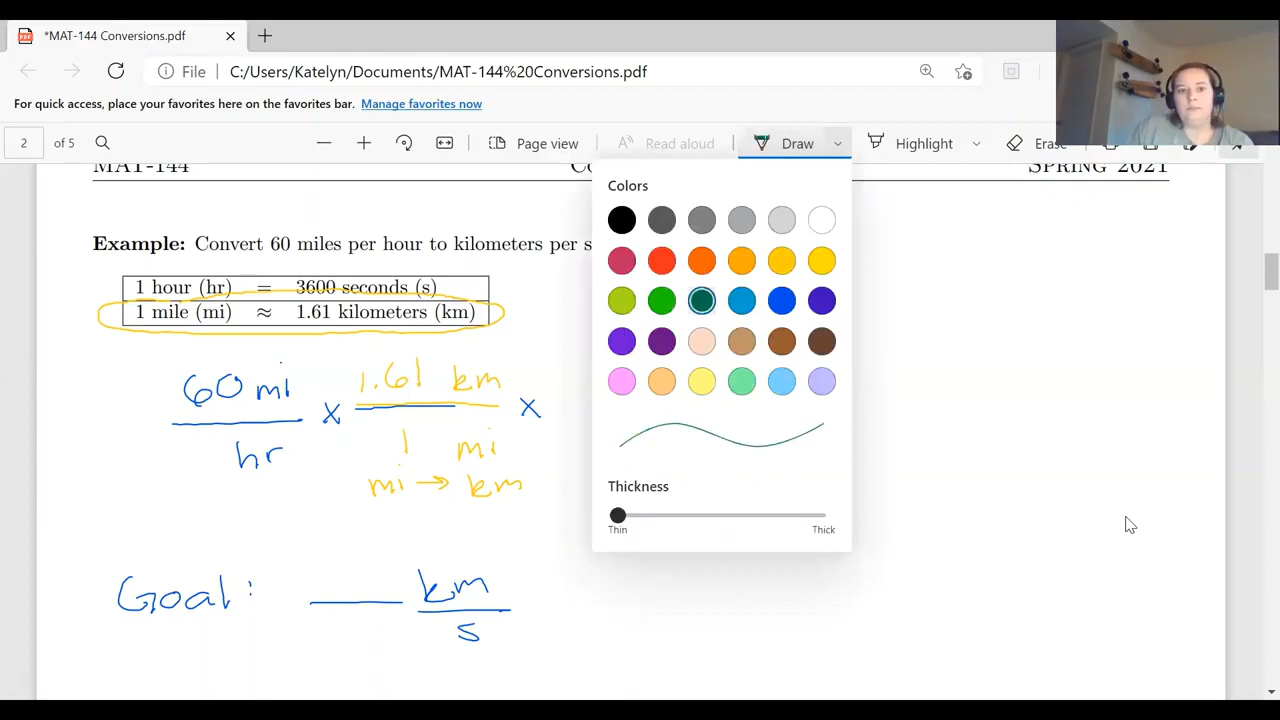 *MAT-144 Conversions.pdf
File C:/Users/Katelyn/Documents/MAT-144%20Conversions.pdf
For quick access, place your favorites here on the favorites bar. Manage favorites now
2 of 5 Page view Read aloud Draw Highlight Erase
MAT-144 SPRING 2021
Colors
Example: Convert 60 miles per hour to kilometers per s
1 hour (hr) = 3600 seconds (s)
1 mile (mi) ≈ 1.61 kilometers (km)
60 mi
hr
x
1.61 km
1 mi
x
mi → km
Thickness
Thin Thick
Goal: ____ km
s